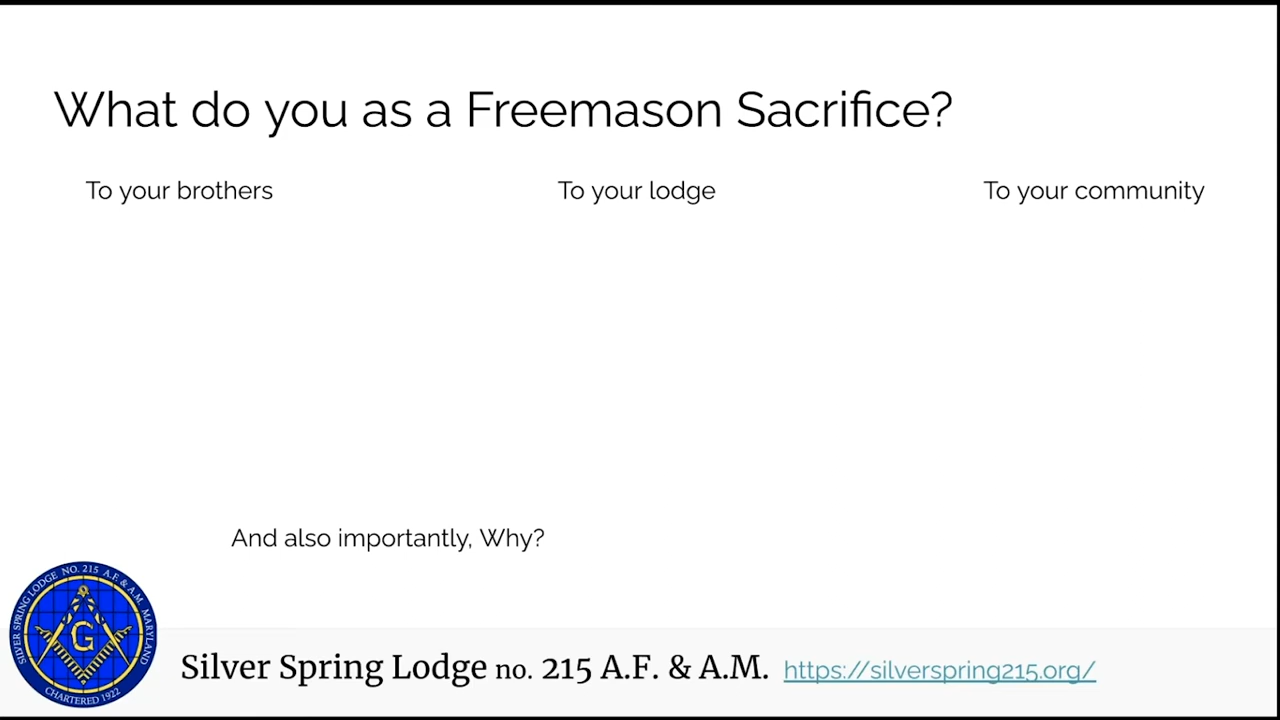 What do you as a Freemason Sacrifice?
To your brothers
To your lodge
To your community
And also importantly, Why?
SILVER SPRING LODGE NO. 215 A.F. & A.M. MARYLAND
G
CHARTERED 1922
Silver Spring Lodge no. 215 A.F. & A.M. https://silverspring215.org/